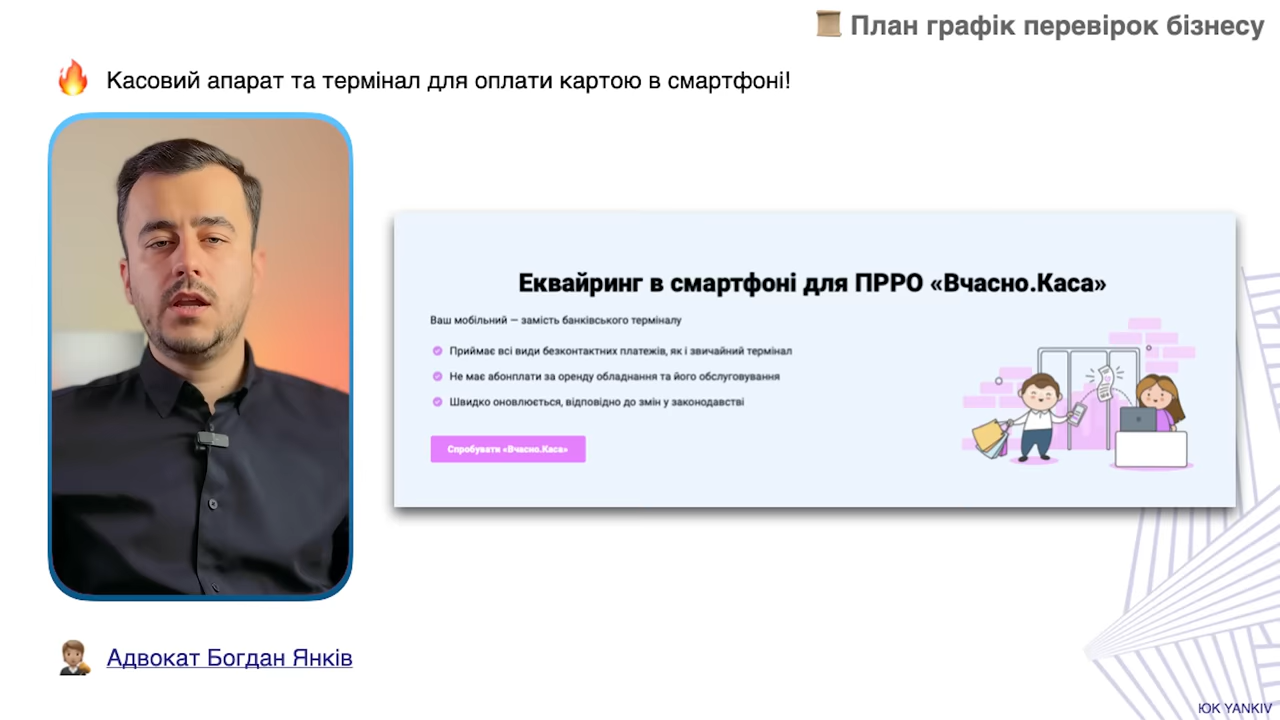 План графік перевірок бізнесу
Касовий апарат та термінал для оплати картою в смартфоні!
Еквайринг в смартфоні для ПРРО «Вчасно.Каса»
Ваш мобільний — замість банківського терміналу
Приймає всі види безконтактних платежів, як і звичайний термінал
Не має абонплати за оренду обладнання та його обслуговування
Швидко оновлюється, відповідно до змін у законодавстві
Спробувати «Вчасно.Каса»
Адвокат Богдан Янків
ЮК YANKIV